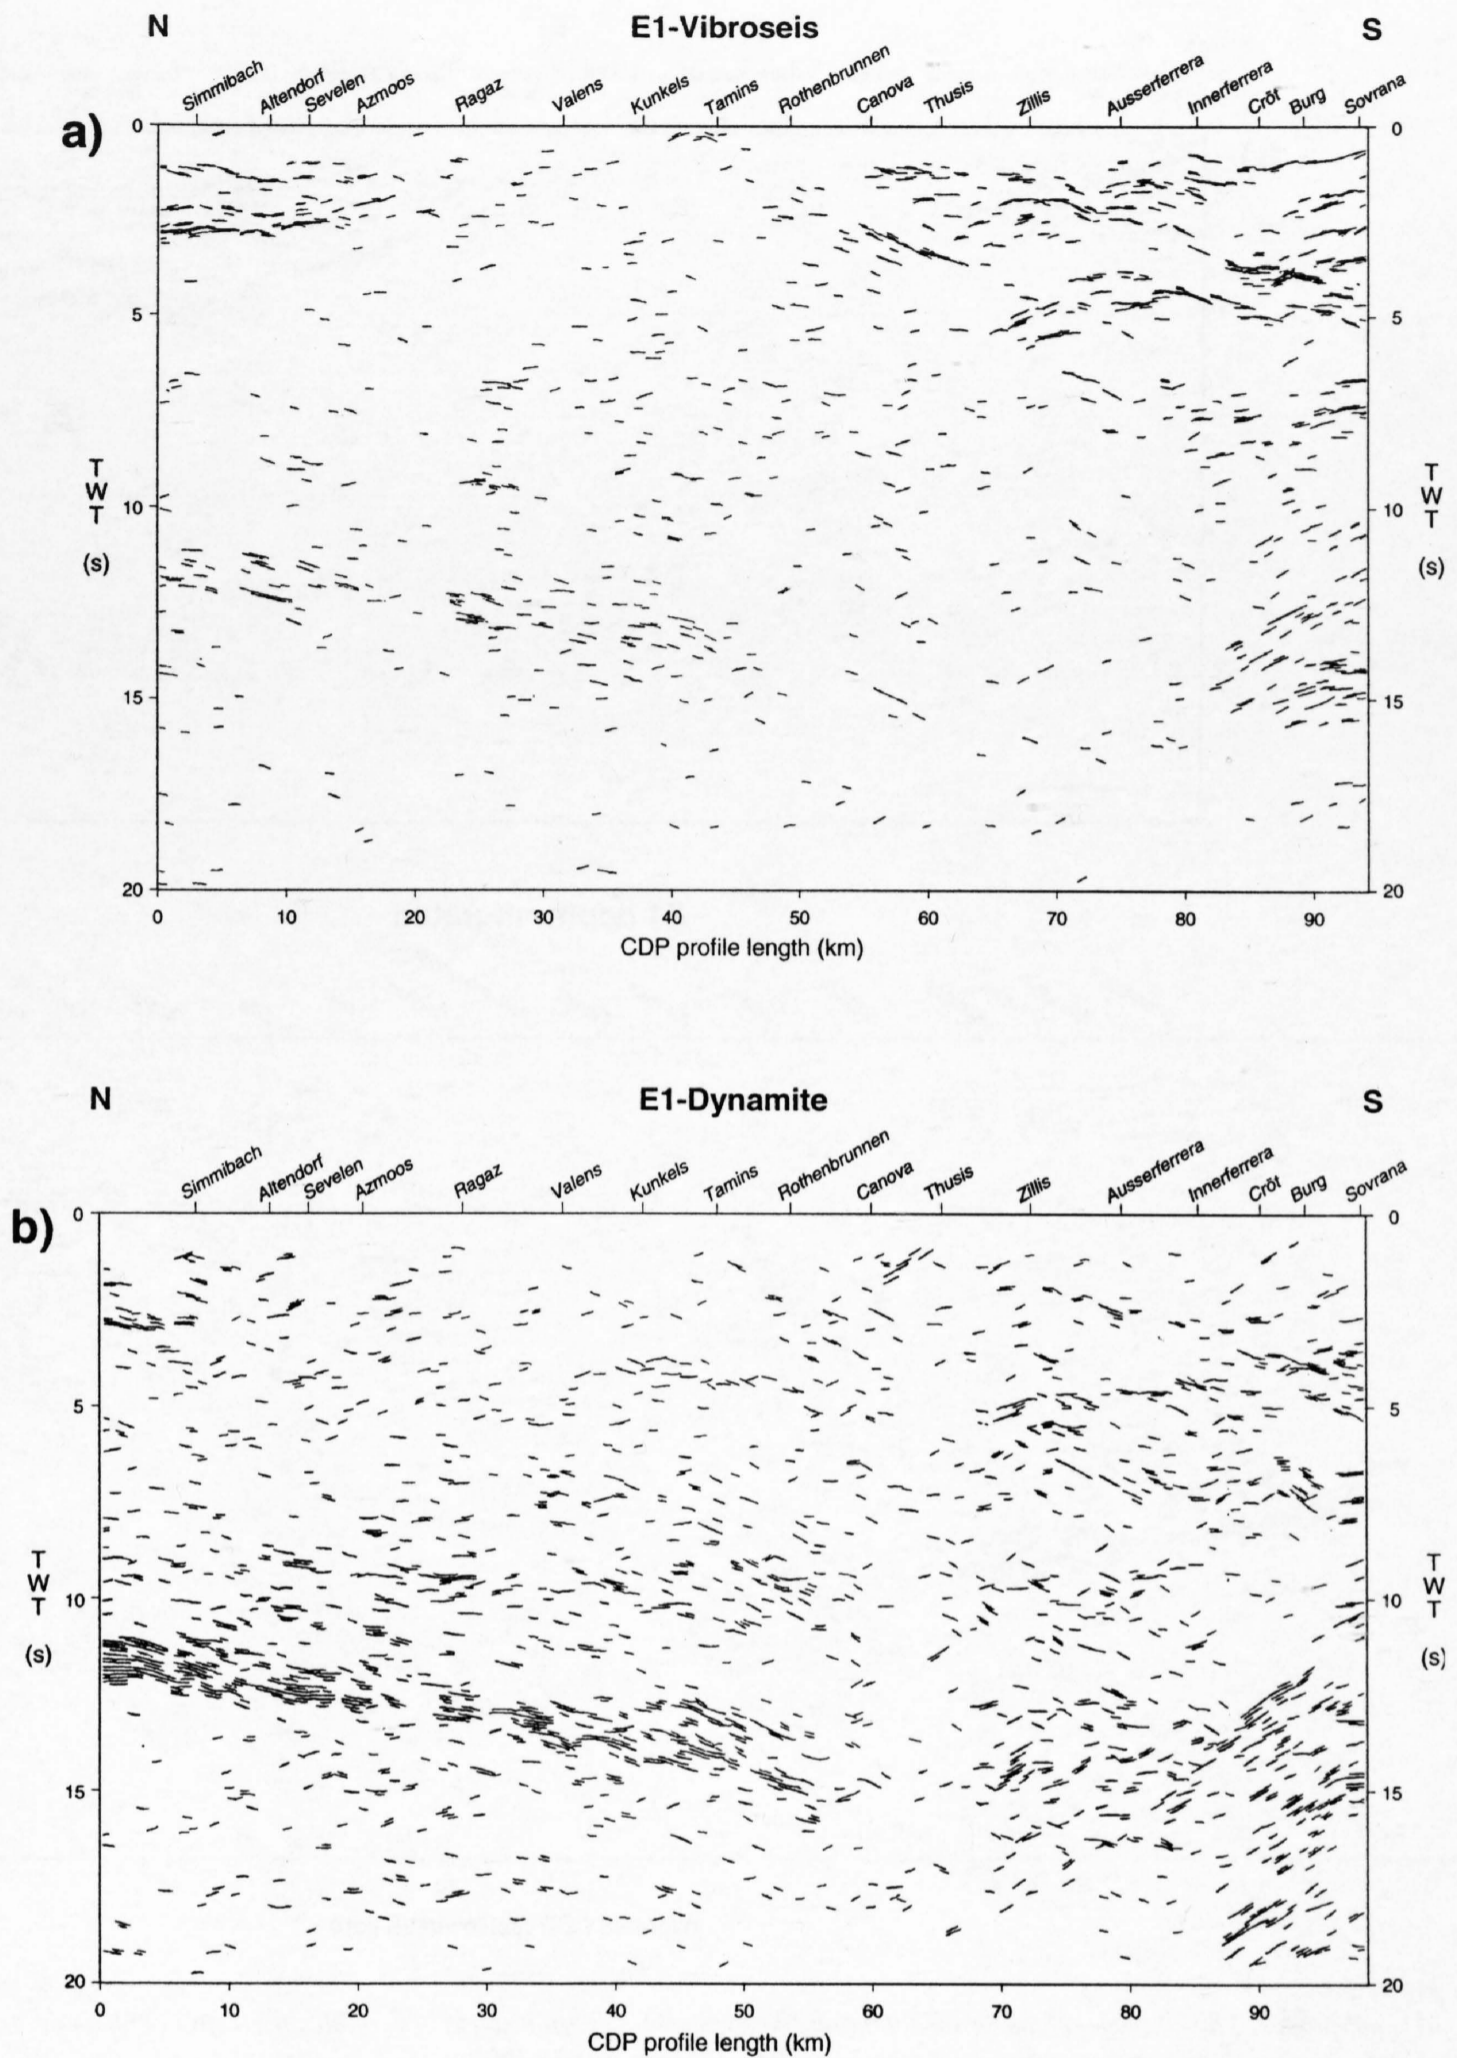 N E1-Vibroseis S
Simmibach Altendorf Sevelen Azmoos Ragaz Valens Kunkels Tamins Rothenbrunnen Canova Thusis Zillis Ausserferrera Innerferrera Cröt Burg Sovrana
a)
0 0
5 5
T W T (s) T W T (s)
10 10
15 15
20 20
0 10 20 30 40 50 60 70 80 90
CDP profile length (km)
N E1-Dynamite S
Simmibach Altendorf Sevelen Azmoos Ragaz Valens Kunkels Tamins Rothenbrunnen Canova Thusis Zillis Ausserferrera Innerferrera Cröt Burg Sovrana
b)
0 0
5 5
T W T (s) T W T (s)
10 10
15 15
20 20
0 10 20 30 40 50 60 70 80 90
CDP profile length (km)